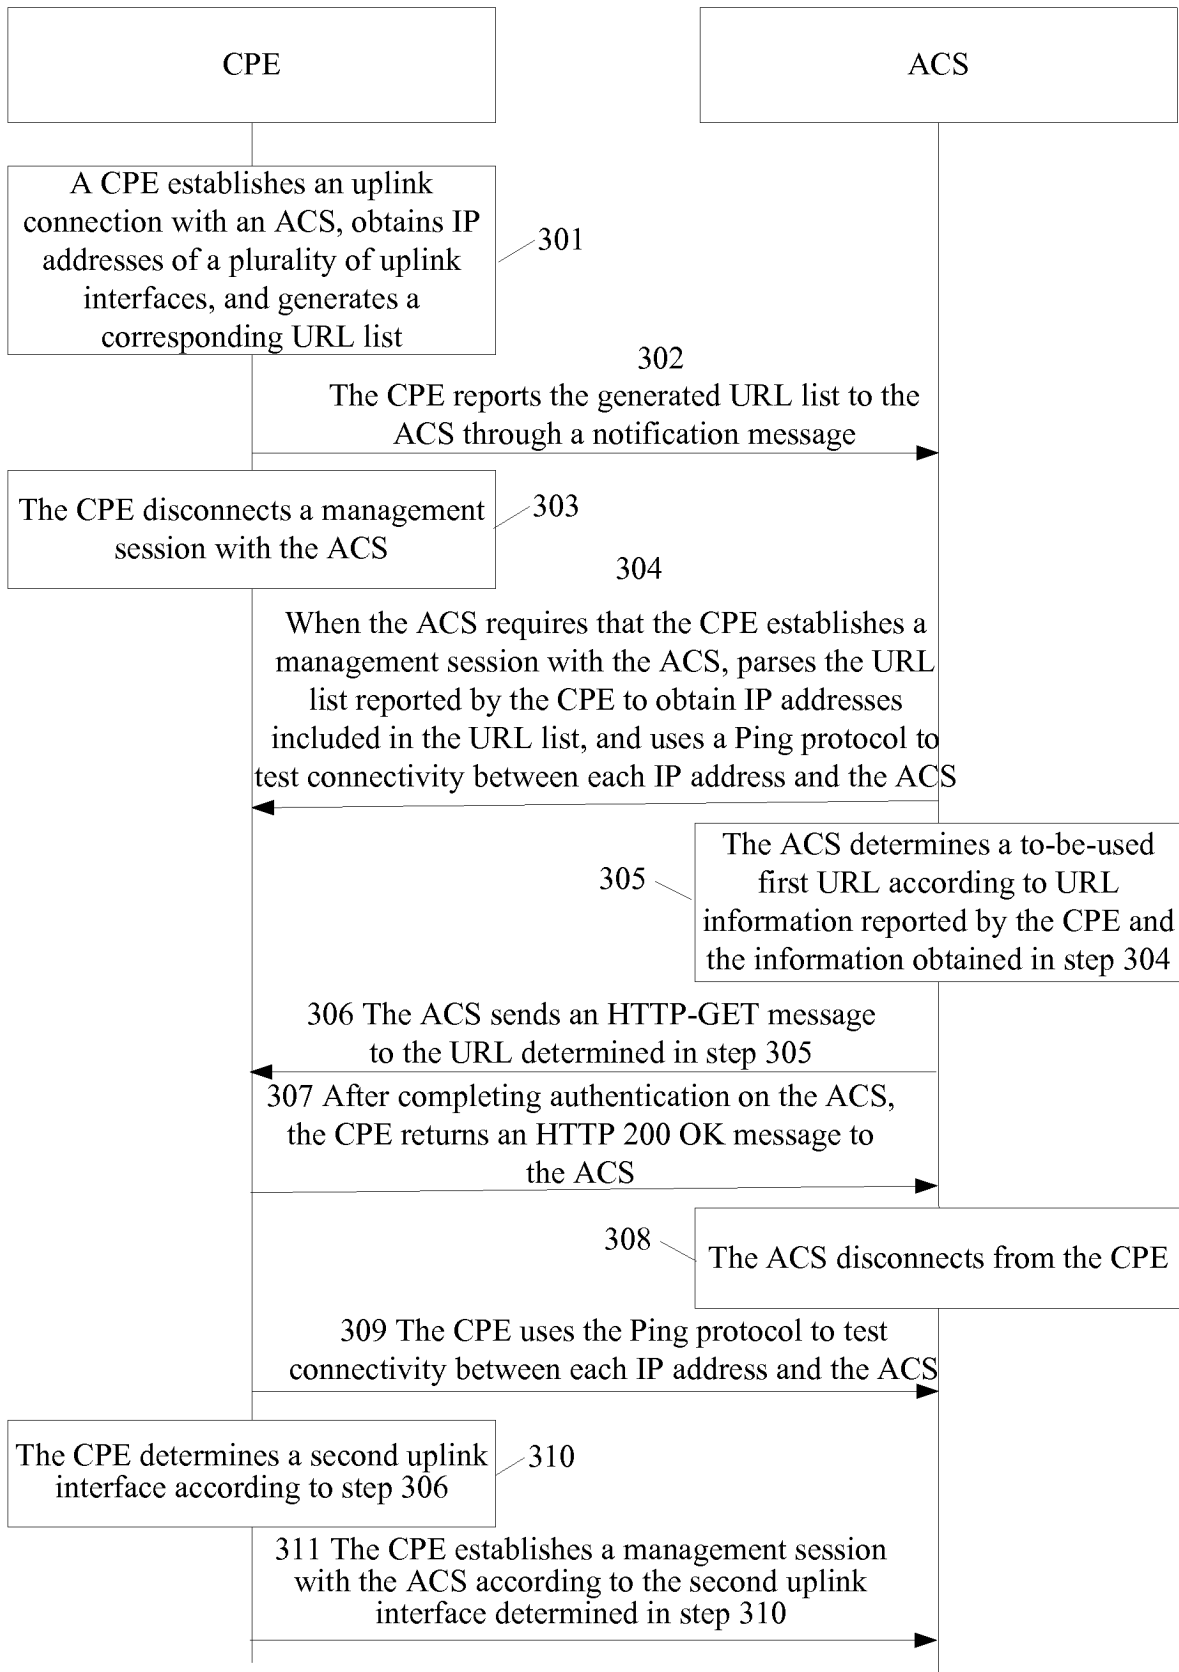 CPE
ACS
A CPE establishes an uplink
connection with an ACS, obtains IP
addresses of a plurality of uplink
interfaces, and generates a
corresponding URL list
301
302
The CPE reports the generated URL list to the
ACS through a notification message
The CPE disconnects a management
session with the ACS
303
304
When the ACS requires that the CPE establishes a
management session with the ACS, parses the URL
list reported by the CPE to obtain IP addresses
included in the URL list, and uses a Ping protocol to
test connectivity between each IP address and the ACS
305
The ACS determines a to-be-used
first URL according to URL
information reported by the CPE and
the information obtained in step 304
306 The ACS sends an HTTP-GET message
to the URL determined in step 305
307 After completing authentication on the ACS,
the CPE returns an HTTP 200 OK message to
the ACS
308
The ACS disconnects from the CPE
309 The CPE uses the Ping protocol to test
connectivity between each IP address and the ACS
The CPE determines a second uplink
interface according to step 306
310
311 The CPE establishes a management session
with the ACS according to the second uplink
interface determined in step 310